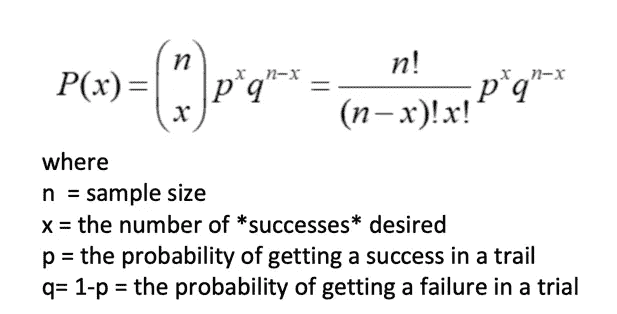 P(x) = (n x) p^x q^{n-x} = n! / (n-x)!x! p^x q^{n-x}
where
n = sample size
x = the number of *successes* desired
p = the probability of getting a success in a trail
q= 1-p = the probability of getting a failure in a trial